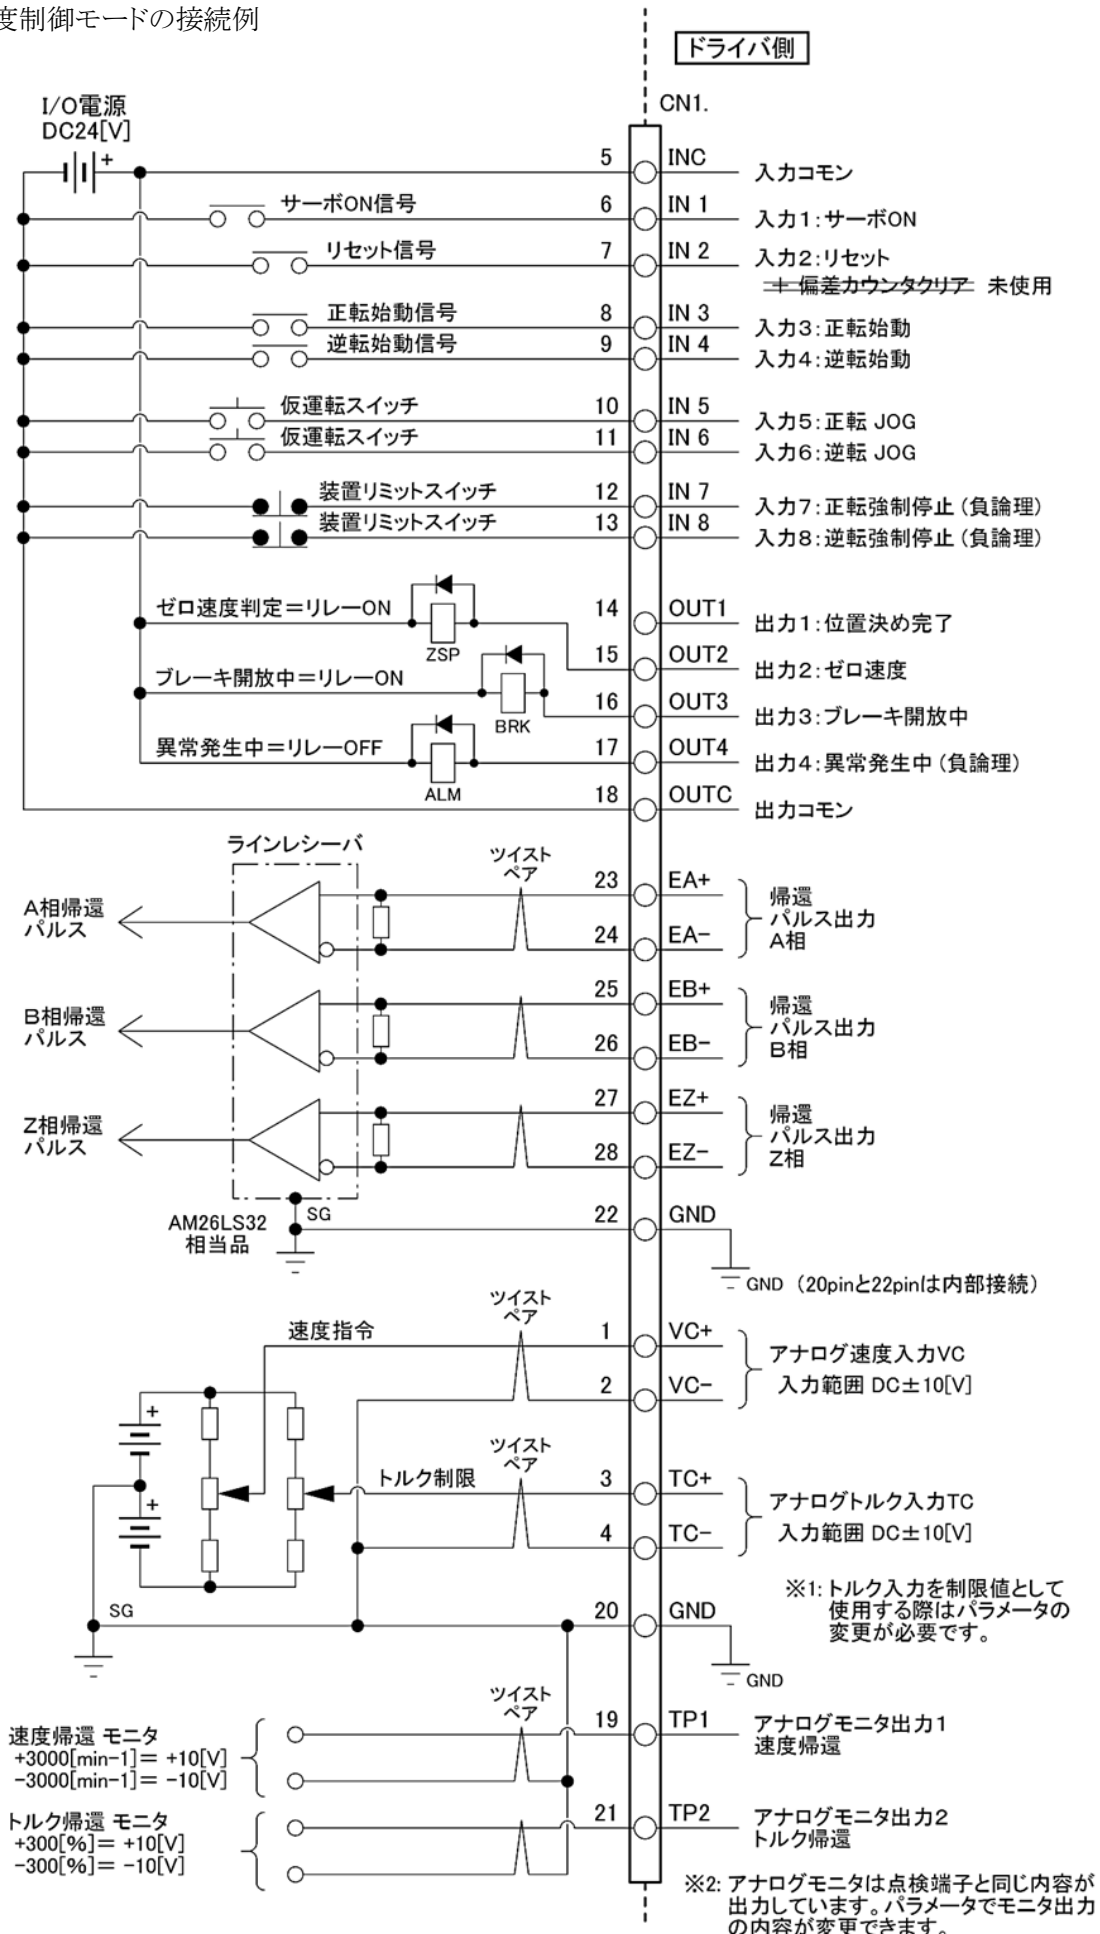 度制御モードの接続例
ドライバ側
CN1.
I/O電源
DC24[V]
+
5 INC 入力コモン
サーボON信号 6 IN 1 入力1:サーボON
リセット信号 7 IN 2 入力2:リセット
+ 偏差カウンタクリア 未使用
正転始動信号 8 IN 3 入力3:正転始動
逆転始動信号 9 IN 4 入力4:逆転始動
仮運転スイッチ 10 IN 5 入力5:正転 JOG
仮運転スイッチ 11 IN 6 入力6:逆転 JOG
装置リミットスイッチ 12 IN 7 入力7:正転強制停止(負論理)
装置リミットスイッチ 13 IN 8 入力8:逆転強制停止(負論理)
ゼロ速度判定=リレーON 14 OUT1 出力1:位置決め完了
ZSP 15 OUT2 出力2:ゼロ速度
ブレーキ開放中=リレーON
BRK 16 OUT3 出力3:ブレーキ開放中
異常発生中=リレーOFF 17 OUT4 出力4:異常発生中(負論理)
ALM 18 OUTC 出力コモン
ラインレシーバ
ツイスト
ペア
23 EA+
24 EA-
帰還
パルス出力
A相
A相帰還
パルス
25 EB+
26 EB-
帰還
パルス出力
B相
B相帰還
パルス
27 EZ+
28 EZ-
帰還
パルス出力
Z相
Z相帰還
パルス
AM26LS32
相当品
SG
22 GND
GND (20pinと22pinは内部接続)
ツイスト
ペア
速度指令 1 VC+
2 VC-
アナログ速度入力VC
入力範囲 DC±10[V]
+
+
ツイスト
ペア
トルク制限 3 TC+
4 TC-
アナログトルク入力TC
入力範囲 DC±10[V]
※1:トルク入力を制限値として
使用する際はパラメータの
変更が必要です。
SG
20 GND
GND
ツイスト
ペア
速度帰還 モニタ
+3000[min-1]= +10[V]
-3000[min-1]= -10[V]
19 TP1 アナログモニタ出力1
速度帰還
トルク帰還 モニタ
+300[%]= +10[V]
-300[%]= -10[V]
21 TP2 アナログモニタ出力2
トルク帰還
※2:アナログモニタは点検端子と同じ内容が
出力しています。パラメータでモニタ出力
の内容が変更できます。